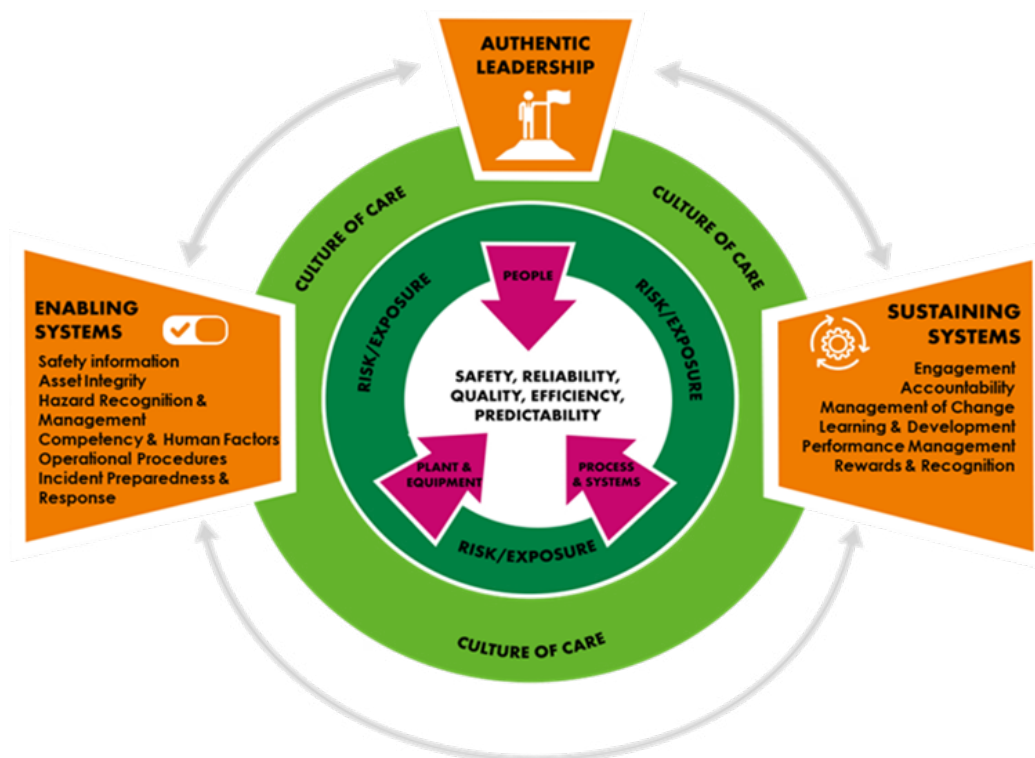 AUTHENTIC
LEADERSHIP
CULTURE OF CARE
CULTURE OF CARE
RISK/EXPOSURE
PEOPLE
RISK/EXPOSURE
ENABLING
SYSTEMS
Safety information
Asset Integrity
Hazard Recognition &
Management
Competency & Human Factors
Operational Procedures
Incident Preparedness &
Response
SAFETY, RELIABILITY,
QUALITY, EFFICIENCY,
PREDICTABILITY
SUSTAINING
SYSTEMS
Engagement
Accountability
Management of Change
Learning & Development
Performance Management
Rewards & Recognition
PLANT &
EQUIPMENT
PROCESS
& SYSTEMS
RISK/EXPOSURE
CULTURE OF CARE